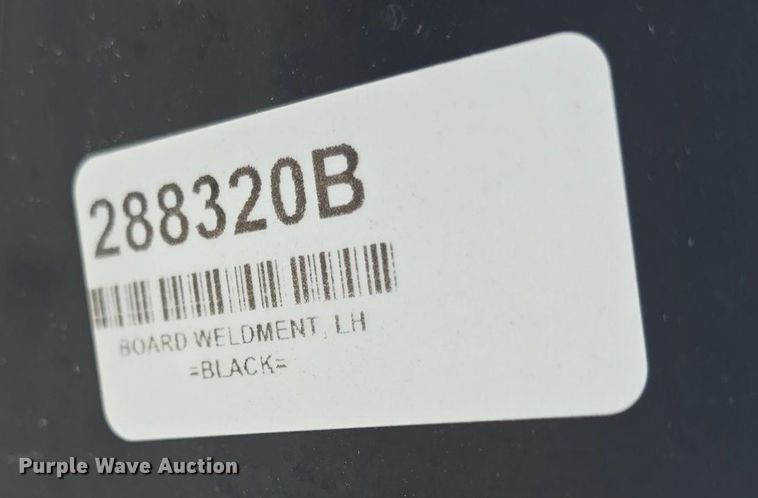 288320B
BOARD WELDMENT, LH
=BLACK=
Purple Wave Auction